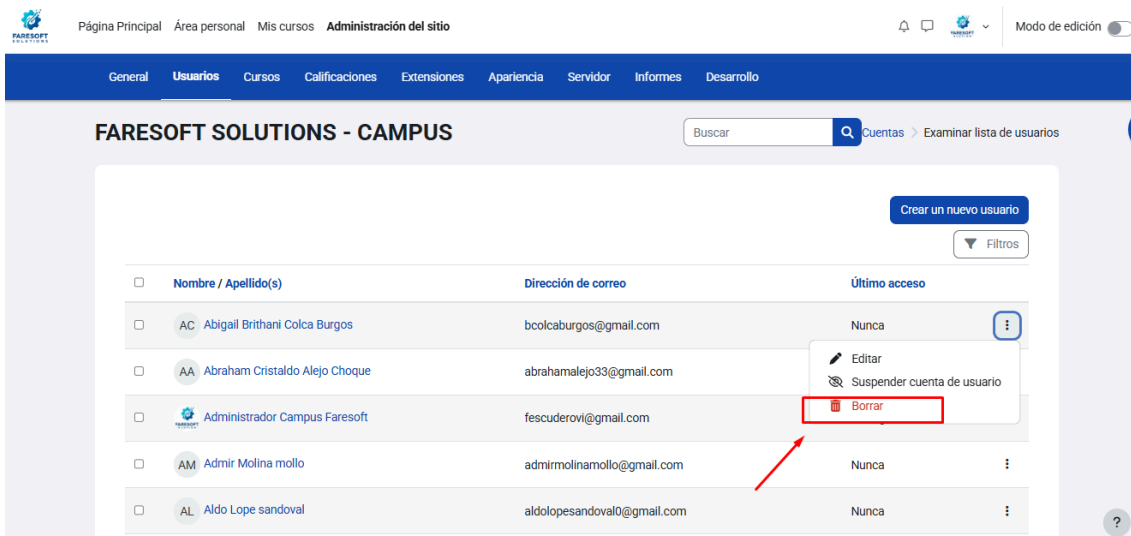 FARESOFT
SOLUTIONS
Página Principal Área personal Mis cursos Administración del sitio
Modo de edición
General Usuarios Cursos Calificaciones Extensiones Apariencia Servidor Informes Desarrollo
FARESOFT SOLUTIONS - CAMPUS
Buscar
Cuentas > Examinar lista de usuarios
Crear un nuevo usuario
Filtros
Nombre / Apellido(s) Dirección de correo Último acceso
AC Abigail Brithani Colca Burgos bcolcaburgos@gmail.com Nunca
Editar
AA Abraham Cristaldo Alejo Choque abrahamalejo33@gmail.com
Suspender cuenta de usuario
Borrar
Administrador Campus Faresoft fescuderovi@gmail.com
AM Admir Molina mollo admirmolinamollo@gmail.com Nunca
AL Aldo Lope sandoval aldolopesandoval0@gmail.com Nunca
?